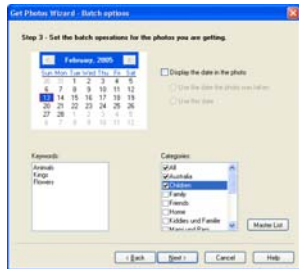 Get Photos Wizard - Batch options
Step 3 - Set the batch operations for the photos you are getting.
February, 2005
Sun Mon Tue Wed Thu Fri Sat
30 31 1 2 3 4 5
6 7 8 9 10 11 12
13 14 15 16 17 18 19
20 21 22 23 24 25 26
27 28 1 2 3 4 5
6 7 8 9 10 11 12
Display the date in the photo
Use the date the photo was taken
Use this date
Keywords:
Animals
Kings
Flowers
Categories:
All
Australia
Children
Family
Friends
Home
Kiddies und Familie
Mami und Papi
Master List
< Back
Next >
Cancel
Help